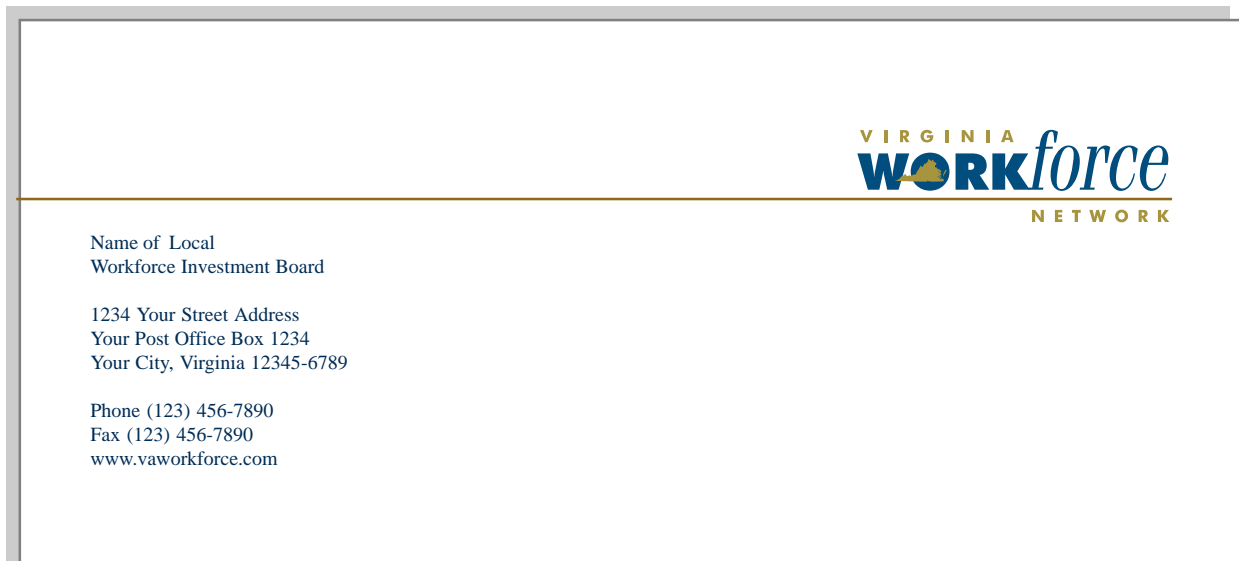 VIRGINIA
WORKforce
NETWORK
Name of Local
Workforce Investment Board
1234 Your Street Address
Your Post Office Box 1234
Your City, Virginia 12345-6789
Phone (123) 456-7890
Fax (123) 456-7890
www.vaworkforce.com